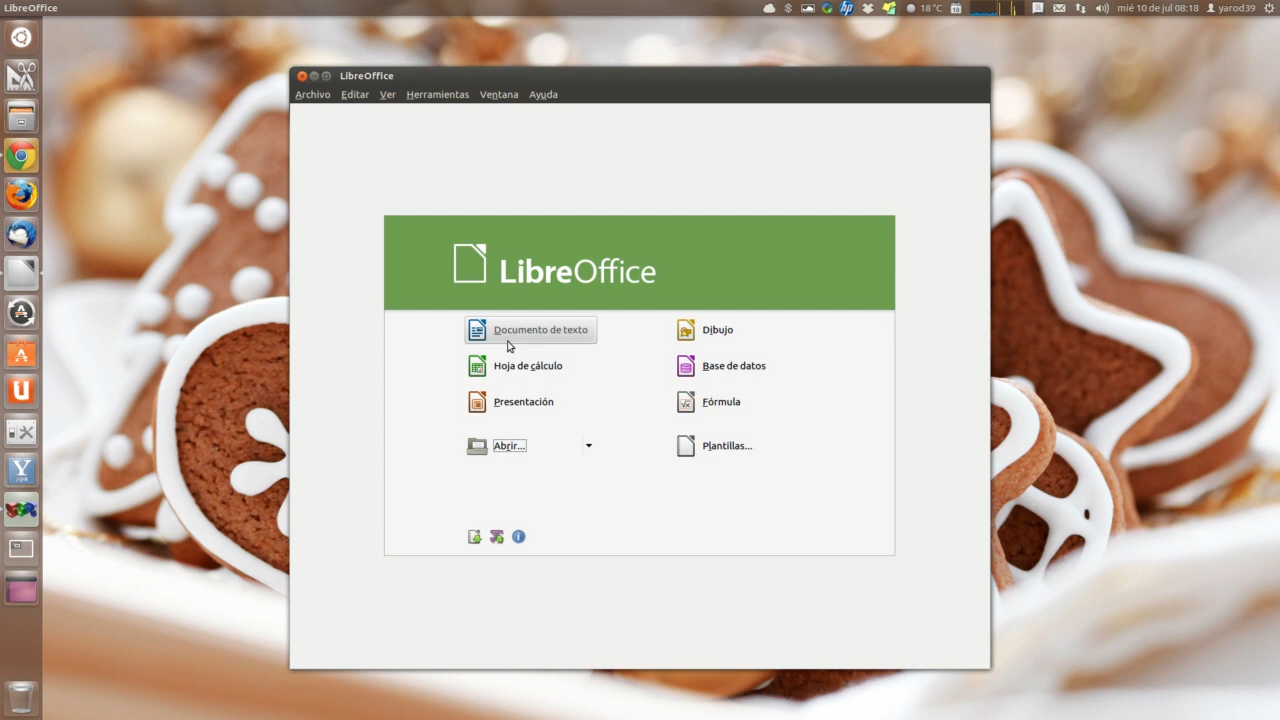 LibreOffice
18 °C
10
mié 10 de jul 08:18
yarod39
LibreOffice
Archivo Editar Ver Herramientas Ventana Ayuda
LibreOffice
Documento de texto
Dibujo
Hoja de cálculo
Base de datos
Presentación
Fórmula
Abrir...
Plantillas...